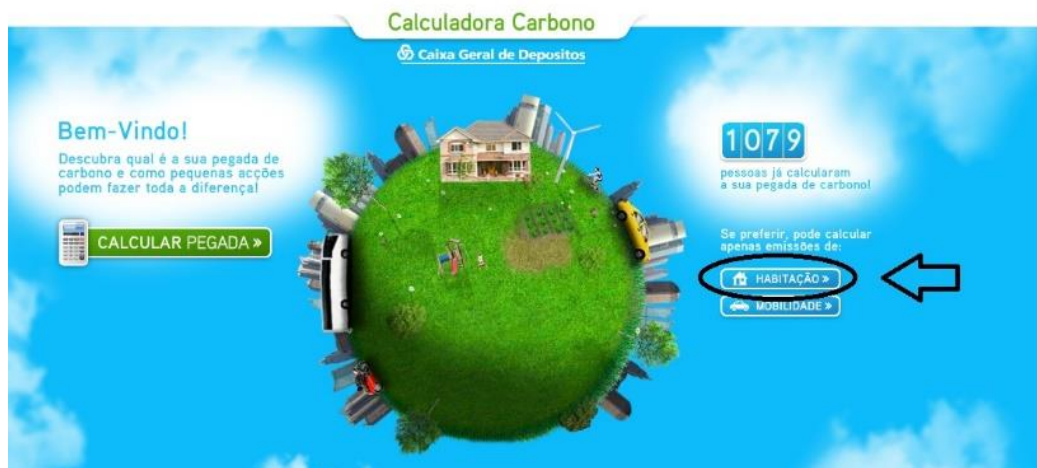 Calculadora Carbono
Caixa Geral de Depositos
Bem-Vindo!
Descubra qual é a sua pegada de
carbono e como pequenas acções
podem fazer toda a diferença!
CALCULAR PEGADA »
1079
pessoas já calcularam
a sua pegada de carbono!
Se preferir, pode calcular
apenas emissões de:
HABITAÇÃO »
MOBILIDADE »